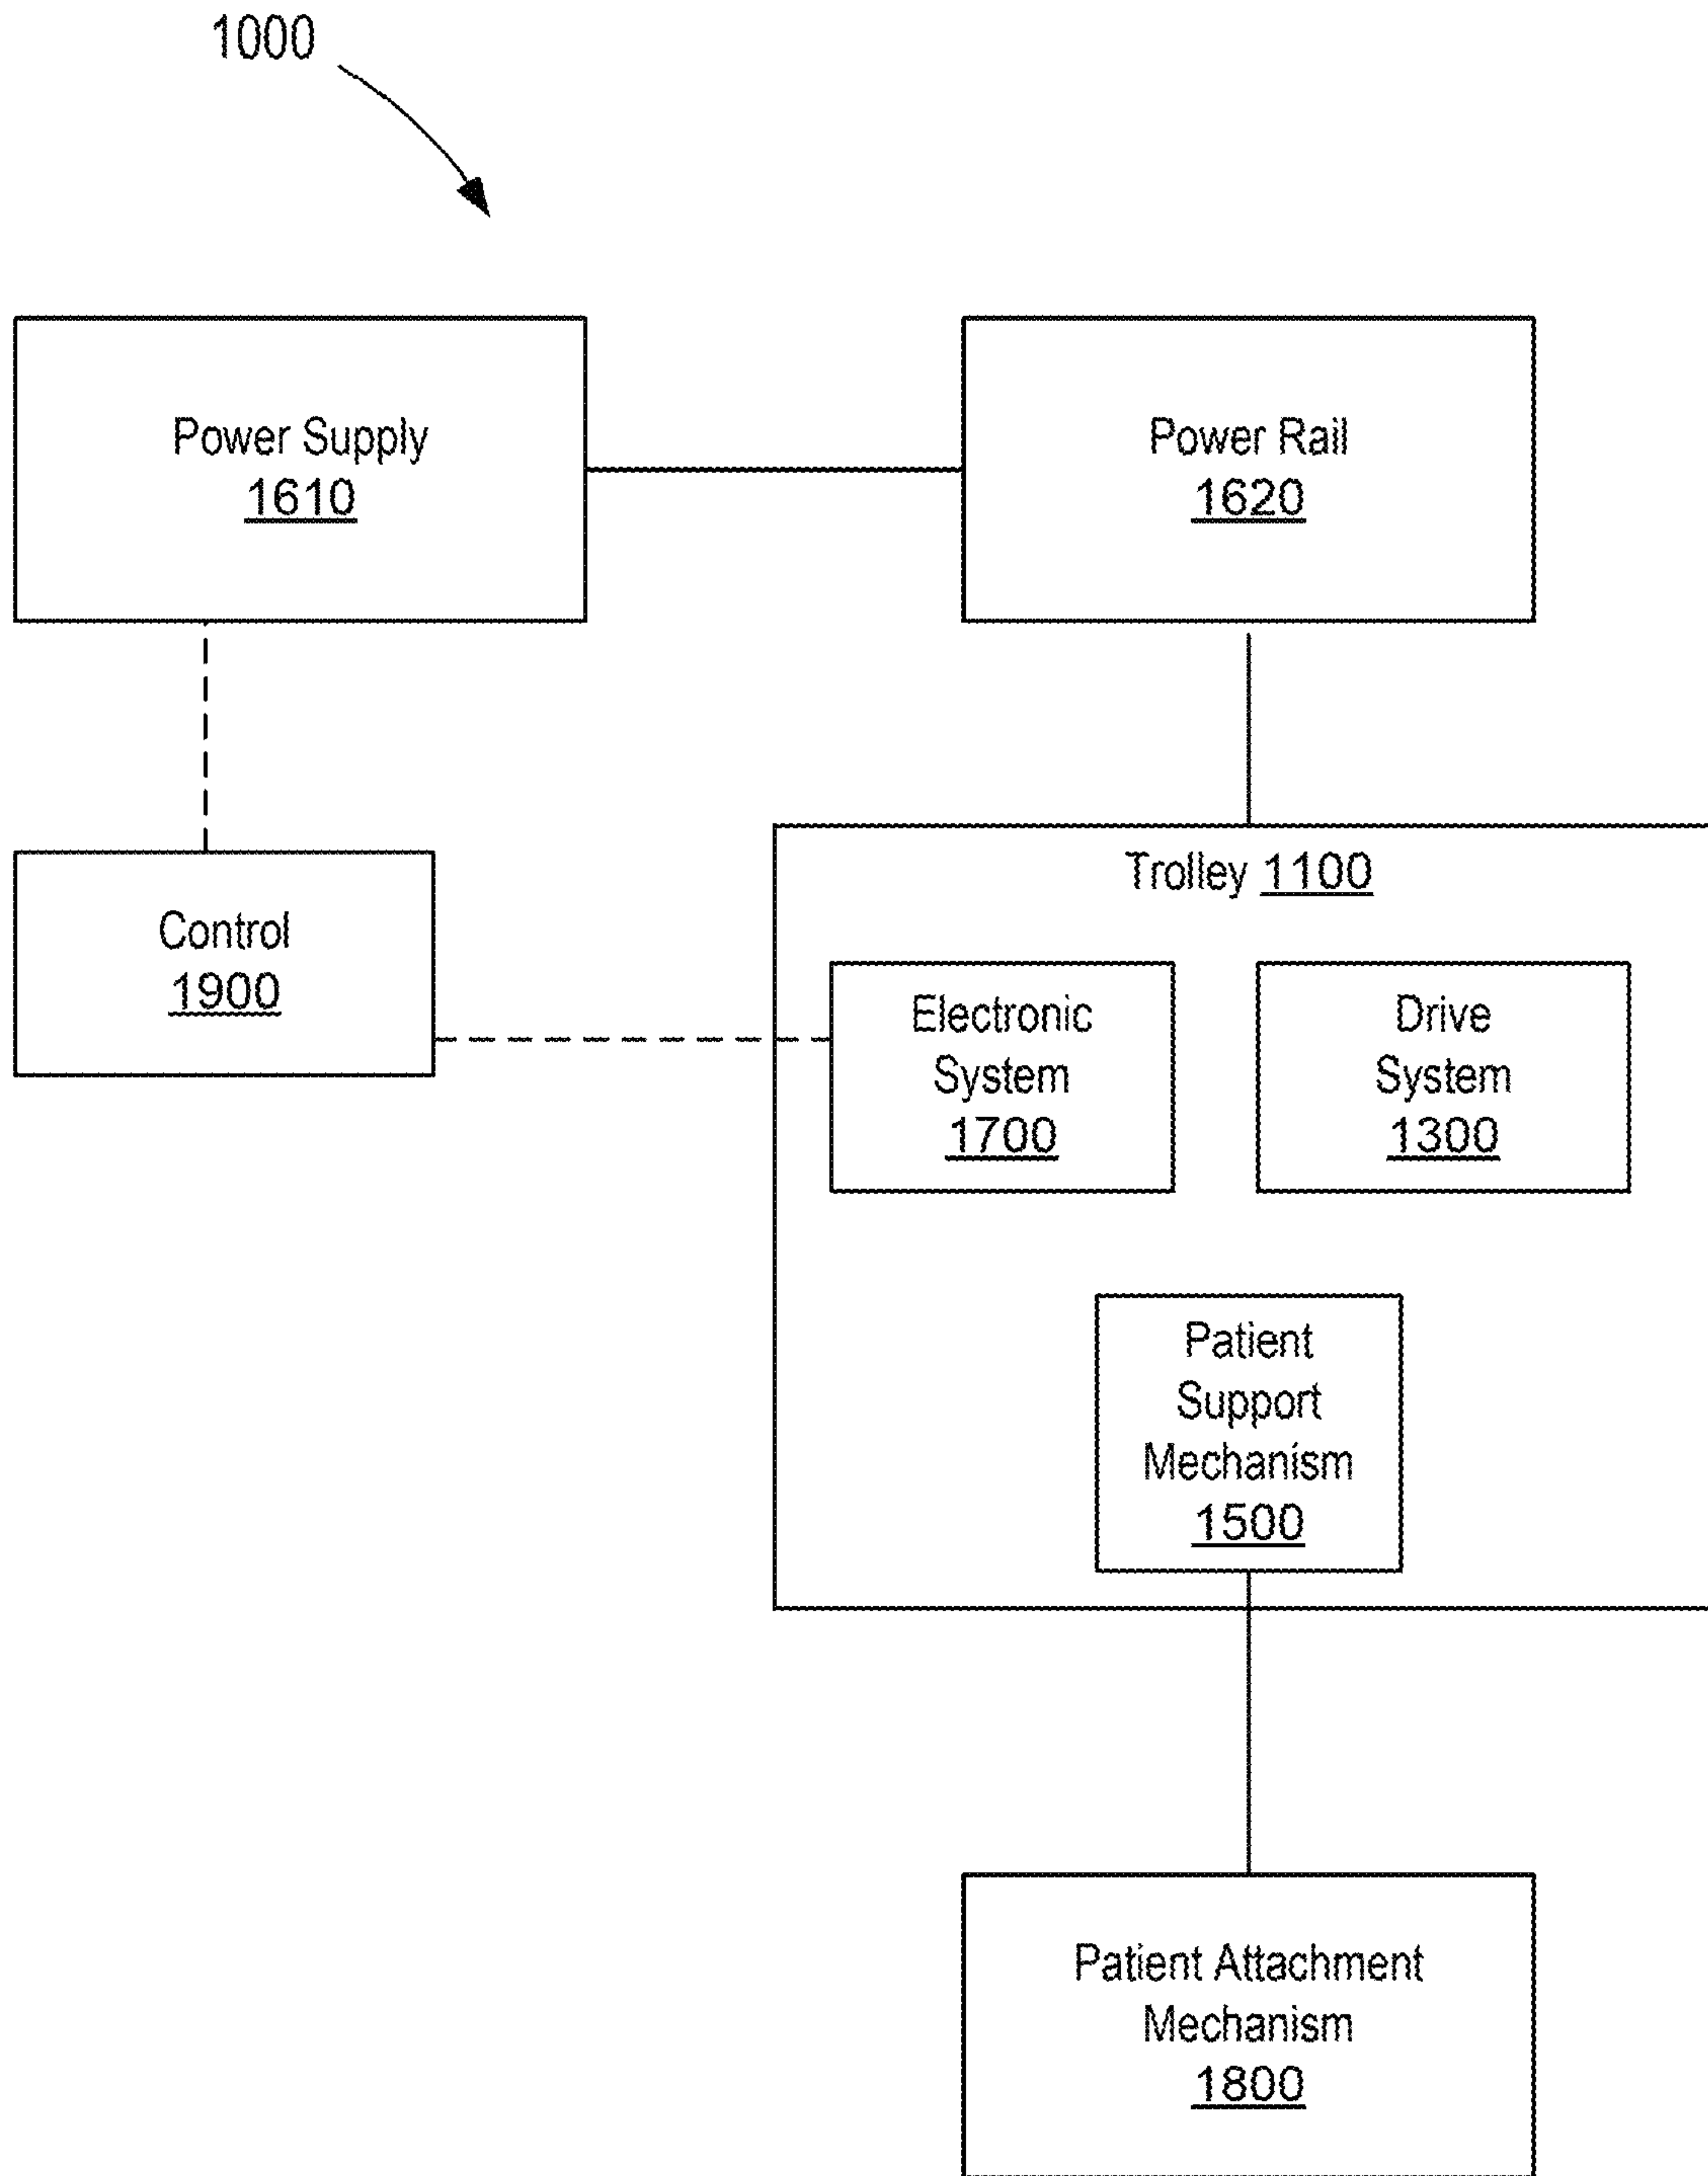 1000
Power Supply
1610
Power Rail
1620
Trolley 1100
Control
1900
Electronic
System
1700
Drive
System
1300
Patient
Support
Mechanism
1500
Patient Attachment
Mechanism
1800